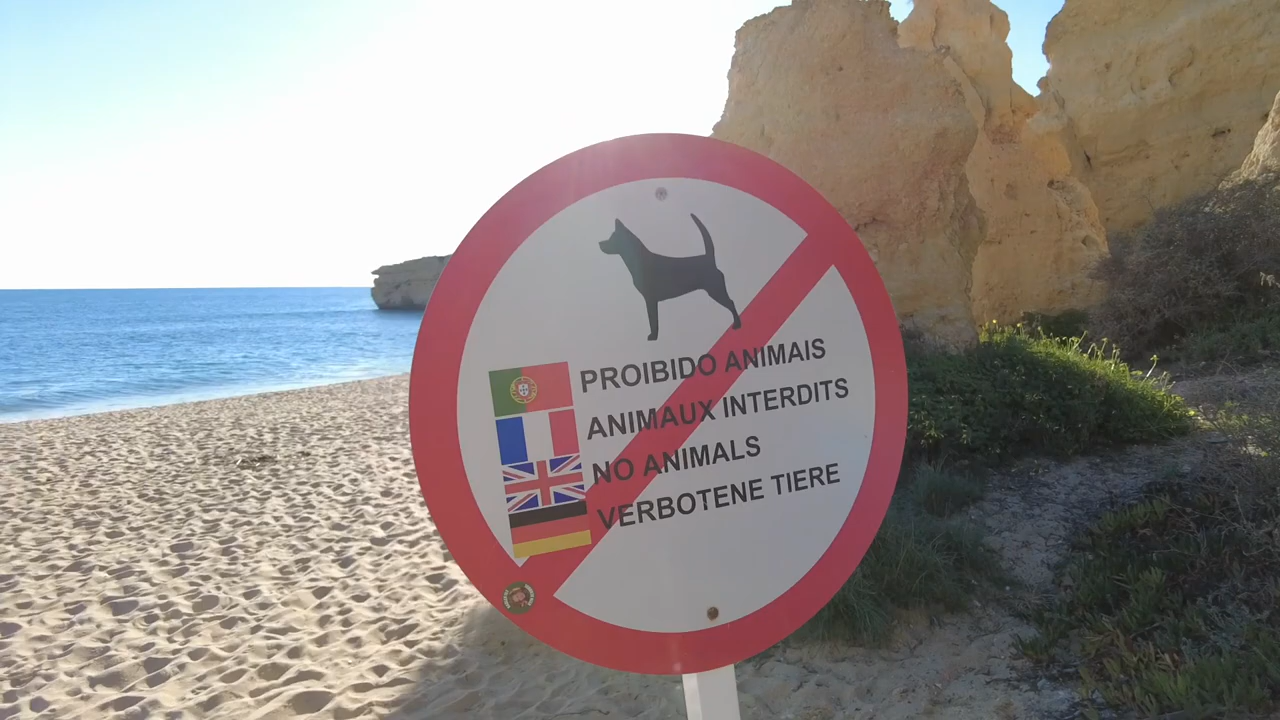 PROIBIDO ANIMAIS
ANIMAUX INTERDITS
NO ANIMALS
VERBOTENE TIERE